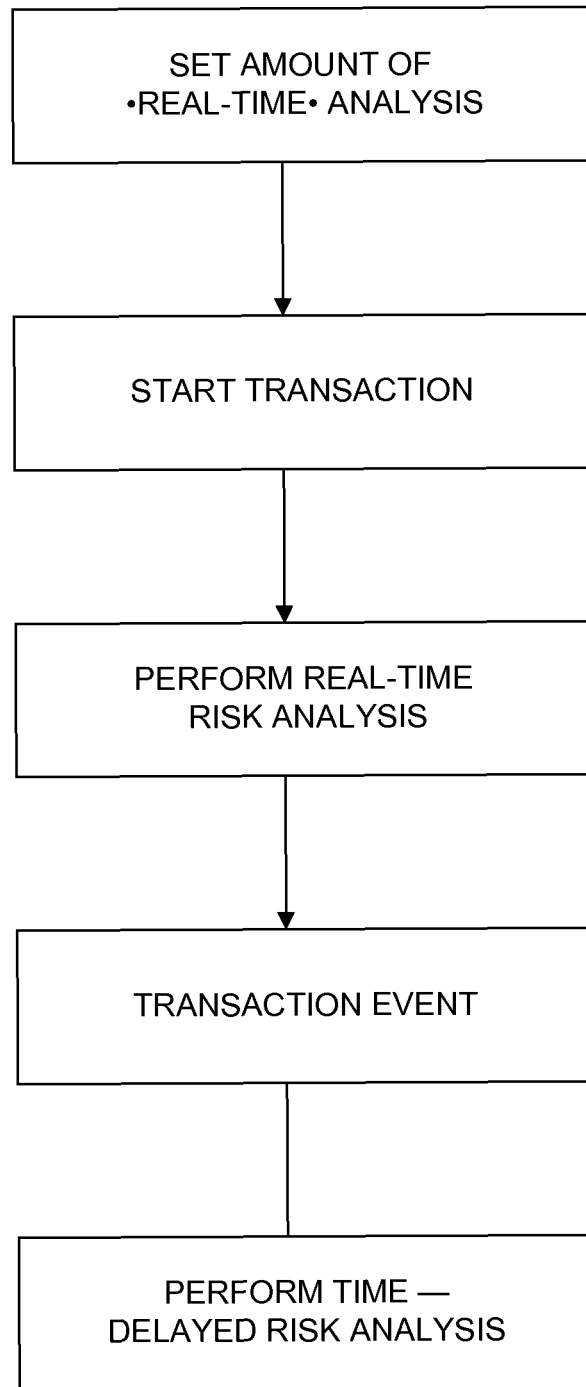 SET AMOUNT OF
•REAL-TIME• ANALYSIS
START TRANSACTION
PERFORM REAL-TIME
RISK ANALYSIS
TRANSACTION EVENT
PERFORM TIME —
DELAYED RISK ANALYSIS